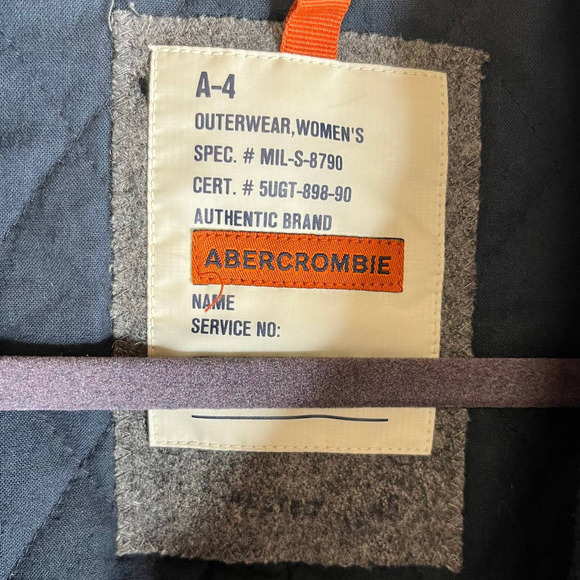 A-4
OUTERWEAR,WOMEN'S
SPEC. # MIL-S-8790
CERT. # 5UGT-898-90
AUTHENTIC BRAND
ABERCROMBIE
NAME
SERVICE NO: